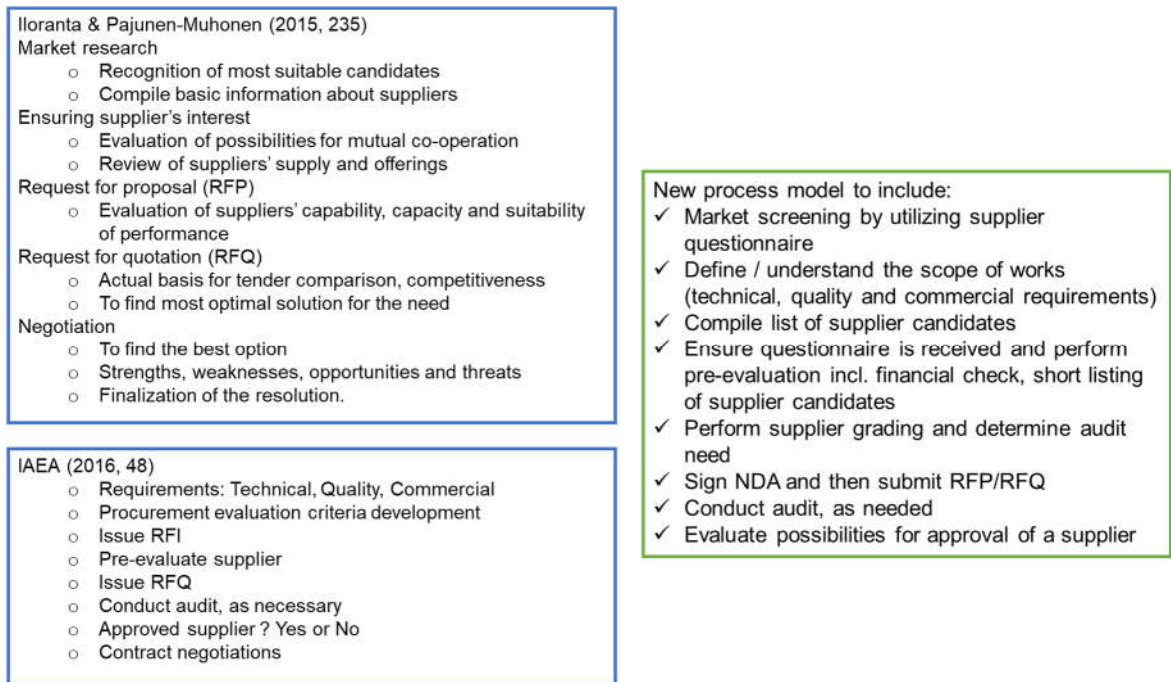 Iloranta & Pajunen-Muhonen (2015, 235)
Market research
o Recognition of most suitable candidates
o Compile basic information about suppliers
Ensuring supplier's interest
o Evaluation of possibilities for mutual co-operation
o Review of suppliers' supply and offerings
Request for proposal (RFP)
o Evaluation of suppliers' capability, capacity and suitability
of performance
Request for quotation (RFQ)
o Actual basis for tender comparison, competitiveness
o To find most optimal solution for the need
Negotiation
o To find the best option
o Strengths, weaknesses, opportunities and threats
o Finalization of the resolution.
IAEA (2016, 48)
o Requirements: Technical, Quality, Commercial
o Procurement evaluation criteria development
o Issue RFI
o Pre-evaluate supplier
o Issue RFQ
o Conduct audit, as necessary
o Approved supplier? Yes or No
o Contract negotiations
New process model to include:
✓ Market screening by utilizing supplier
questionnaire
✓ Define / understand the scope of works
(technical, quality and commercial requirements)
✓ Compile list of supplier candidates
✓ Ensure questionnaire is received and perform
pre-evaluation incl. financial check, short listing
of supplier candidates
✓ Perform supplier grading and determine audit
need
✓ Sign NDA and then submit RFP/RFQ
✓ Conduct audit, as needed
✓ Evaluate possibilities for approval of a supplier